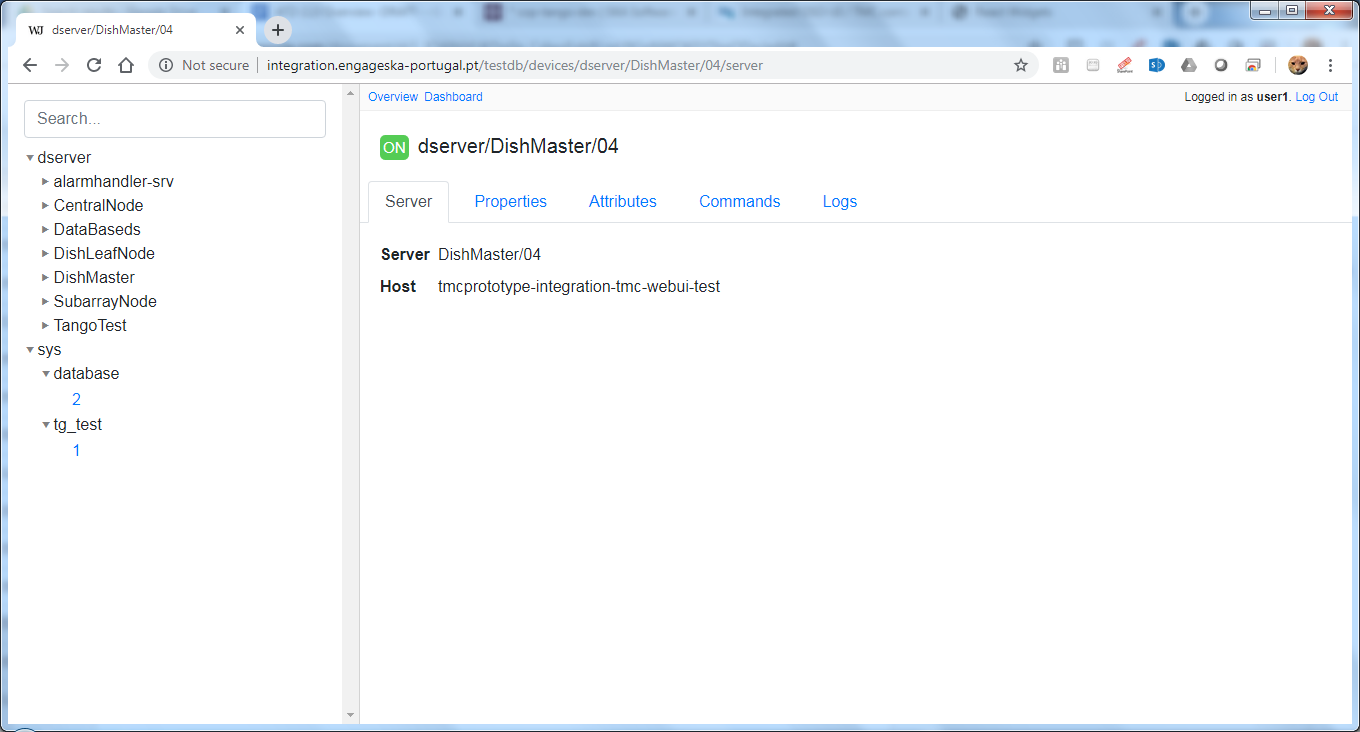 WJ dserver/DishMaster/04
Not secure integration.engageska-portugal.pt/testdb/devices/dserver/DishMaster/04/server
Search...
dserver
alarmhandler-srv
CentralNode
DataBaseds
DishLeafNode
DishMaster
SubarrayNode
TangoTest
sys
database
2
tg_test
1
Overview Dashboard
Logged in as user1. Log Out
ON dserver/DishMaster/04
Server Properties Attributes Commands Logs
Server DishMaster/04
Host tmcprototype-integration-tmc-webui-test